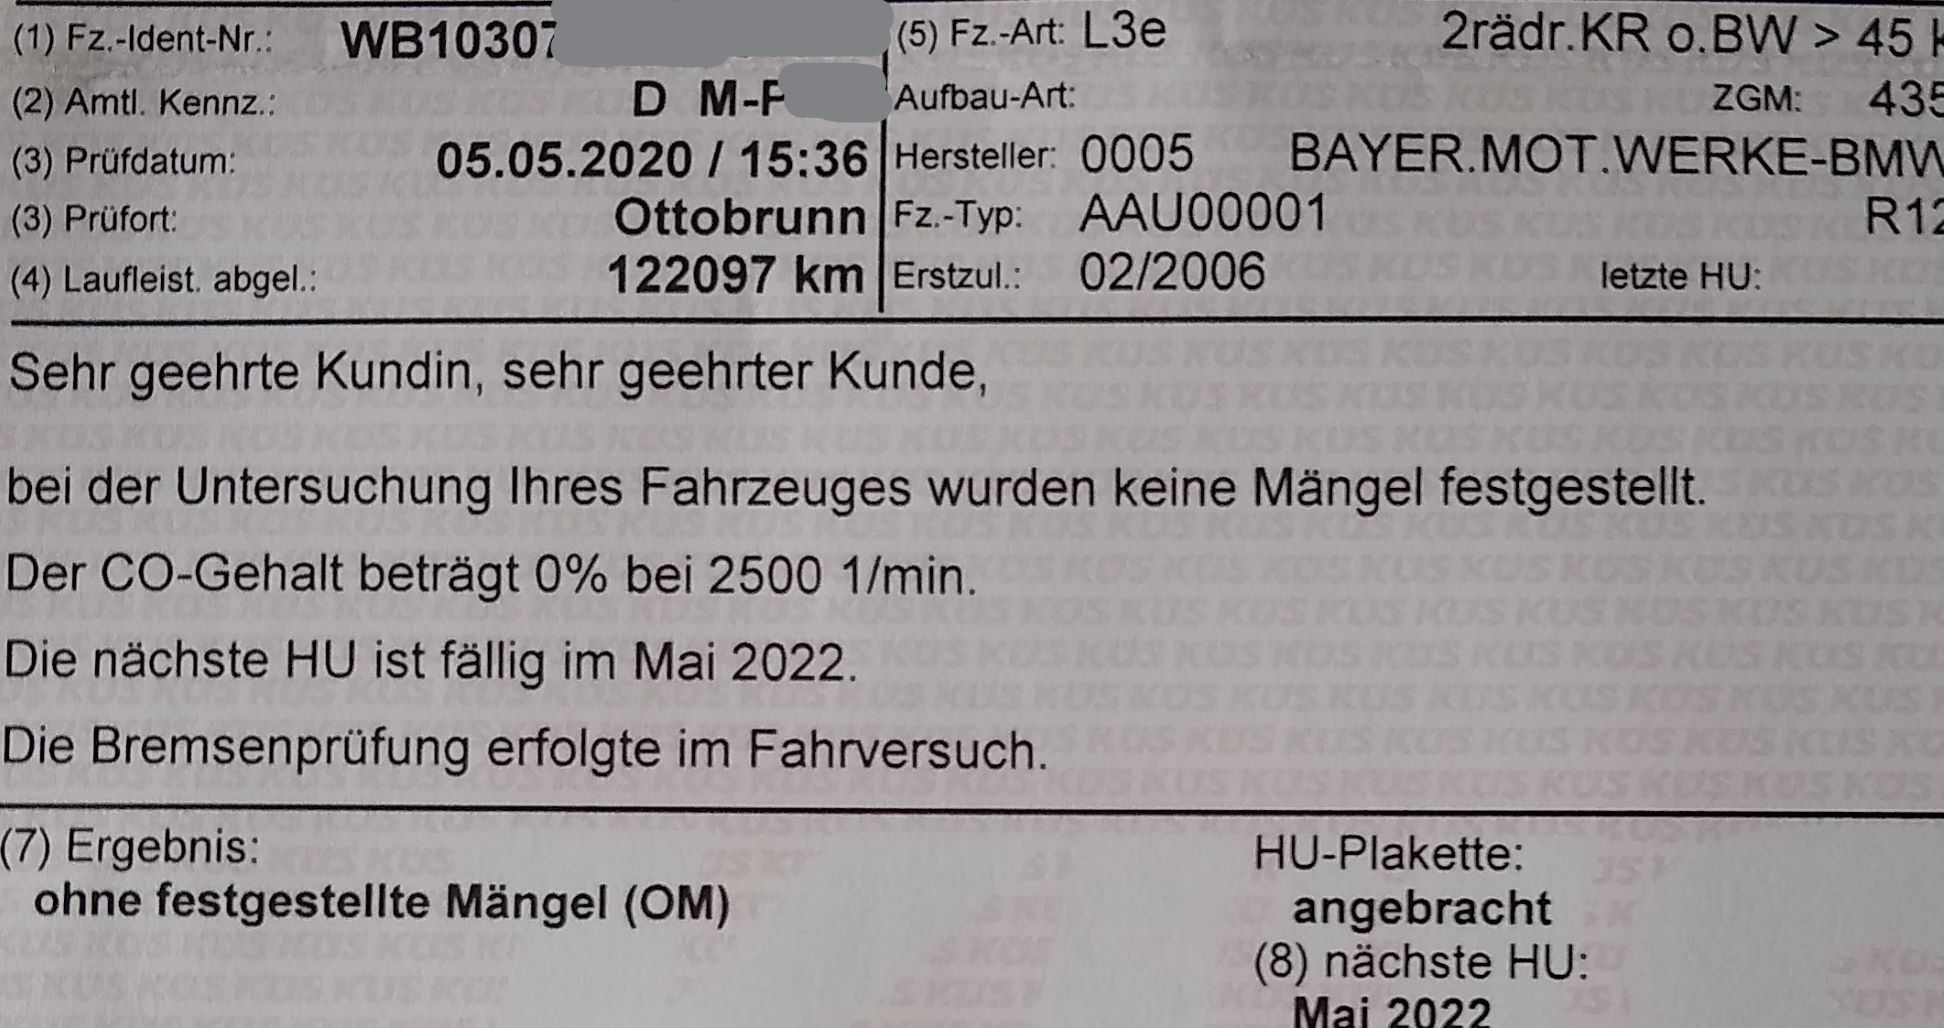 (1) Fz.-Ident-Nr.: WB10307
(2) Amtl. Kennz.: D M-P
(3) Prüfdatum: 05.05.2020 / 15:36
(3) Prüfort: Ottobrunn
(4) Laufleist. abgel.: 122097 km
(5) Fz.-Art: L3e 2rädr.KR o.BW > 45 k
Aufbau-Art: ZGM: 435
Hersteller: 0005 BAYER.MOT.WERKE-BMW
Fz.-Typ: AAU00001 R12
Erstzul.: 02/2006 letzte HU:
Sehr geehrte Kundin, sehr geehrter Kunde,
bei der Untersuchung Ihres Fahrzeuges wurden keine Mängel festgestellt.
Der CO-Gehalt beträgt 0% bei 2500 1/min.
Die nächste HU ist fällig im Mai 2022.
Die Bremsenprüfung erfolgte im Fahrversuch.
(7) Ergebnis:
ohne festgestellte Mängel (OM)
HU-Plakette:
angebracht
(8) nächste HU:
Mai 2022